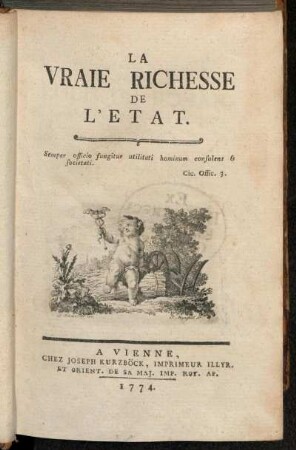 LA
VRAIE RICHESSE
DE
L'ETAT.
Semper officio fungitur utilitati hominum consulens &
societati.
Cic. Offic. 3.
A VIENNE,
CHEZ JOSEPH KURZBÖCK, IMPRIMEUR ILLYR.
ET ORIENT. DE SA MAJ. IMP. ROY. AP.
1774.